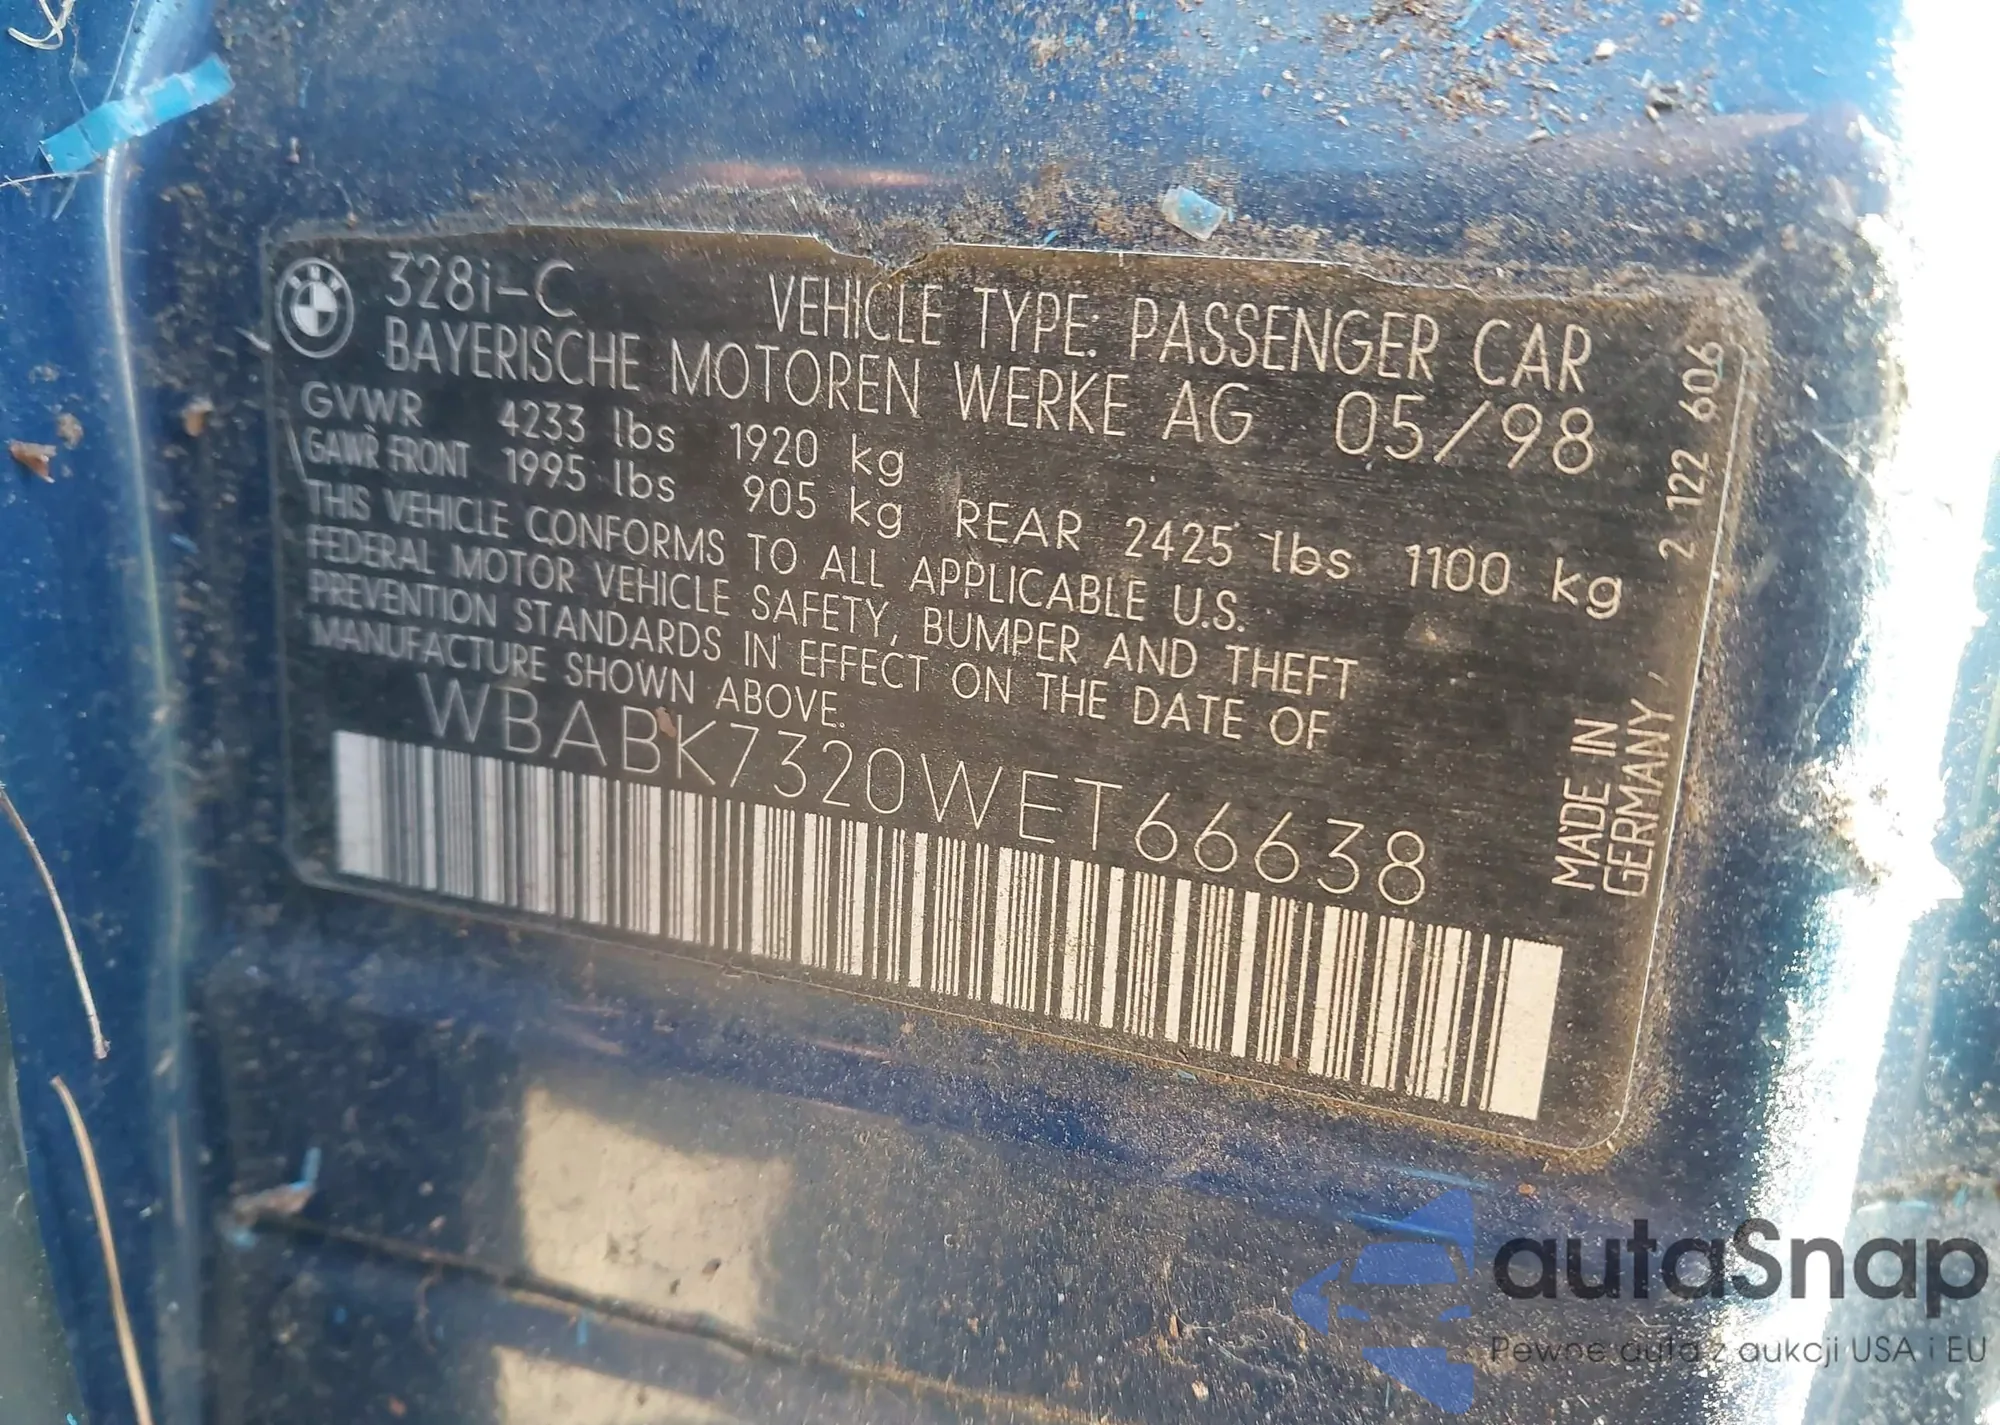 328i-C
VEHICLE TYPE: PASSENGER CAR
BAYERISCHE MOTOREN WERKE AG 05/98
GVWR 4233 lbs 1920 kg
GAWR FRONT 1995 lbs 905 kg REAR 2425 lbs 1100 kg
THIS VEHICLE CONFORMS TO ALL APPLICABLE U.S.
FEDERAL MOTOR VEHICLE SAFETY, BUMPER AND THEFT
PREVENTION STANDARDS IN EFFECT ON THE DATE OF
MANUFACTURE SHOWN ABOVE.
WBABK7320WET66638
MADE IN
GERMANY
2 122 606
autaSnap
Pewne auta z aukcji USA i EU